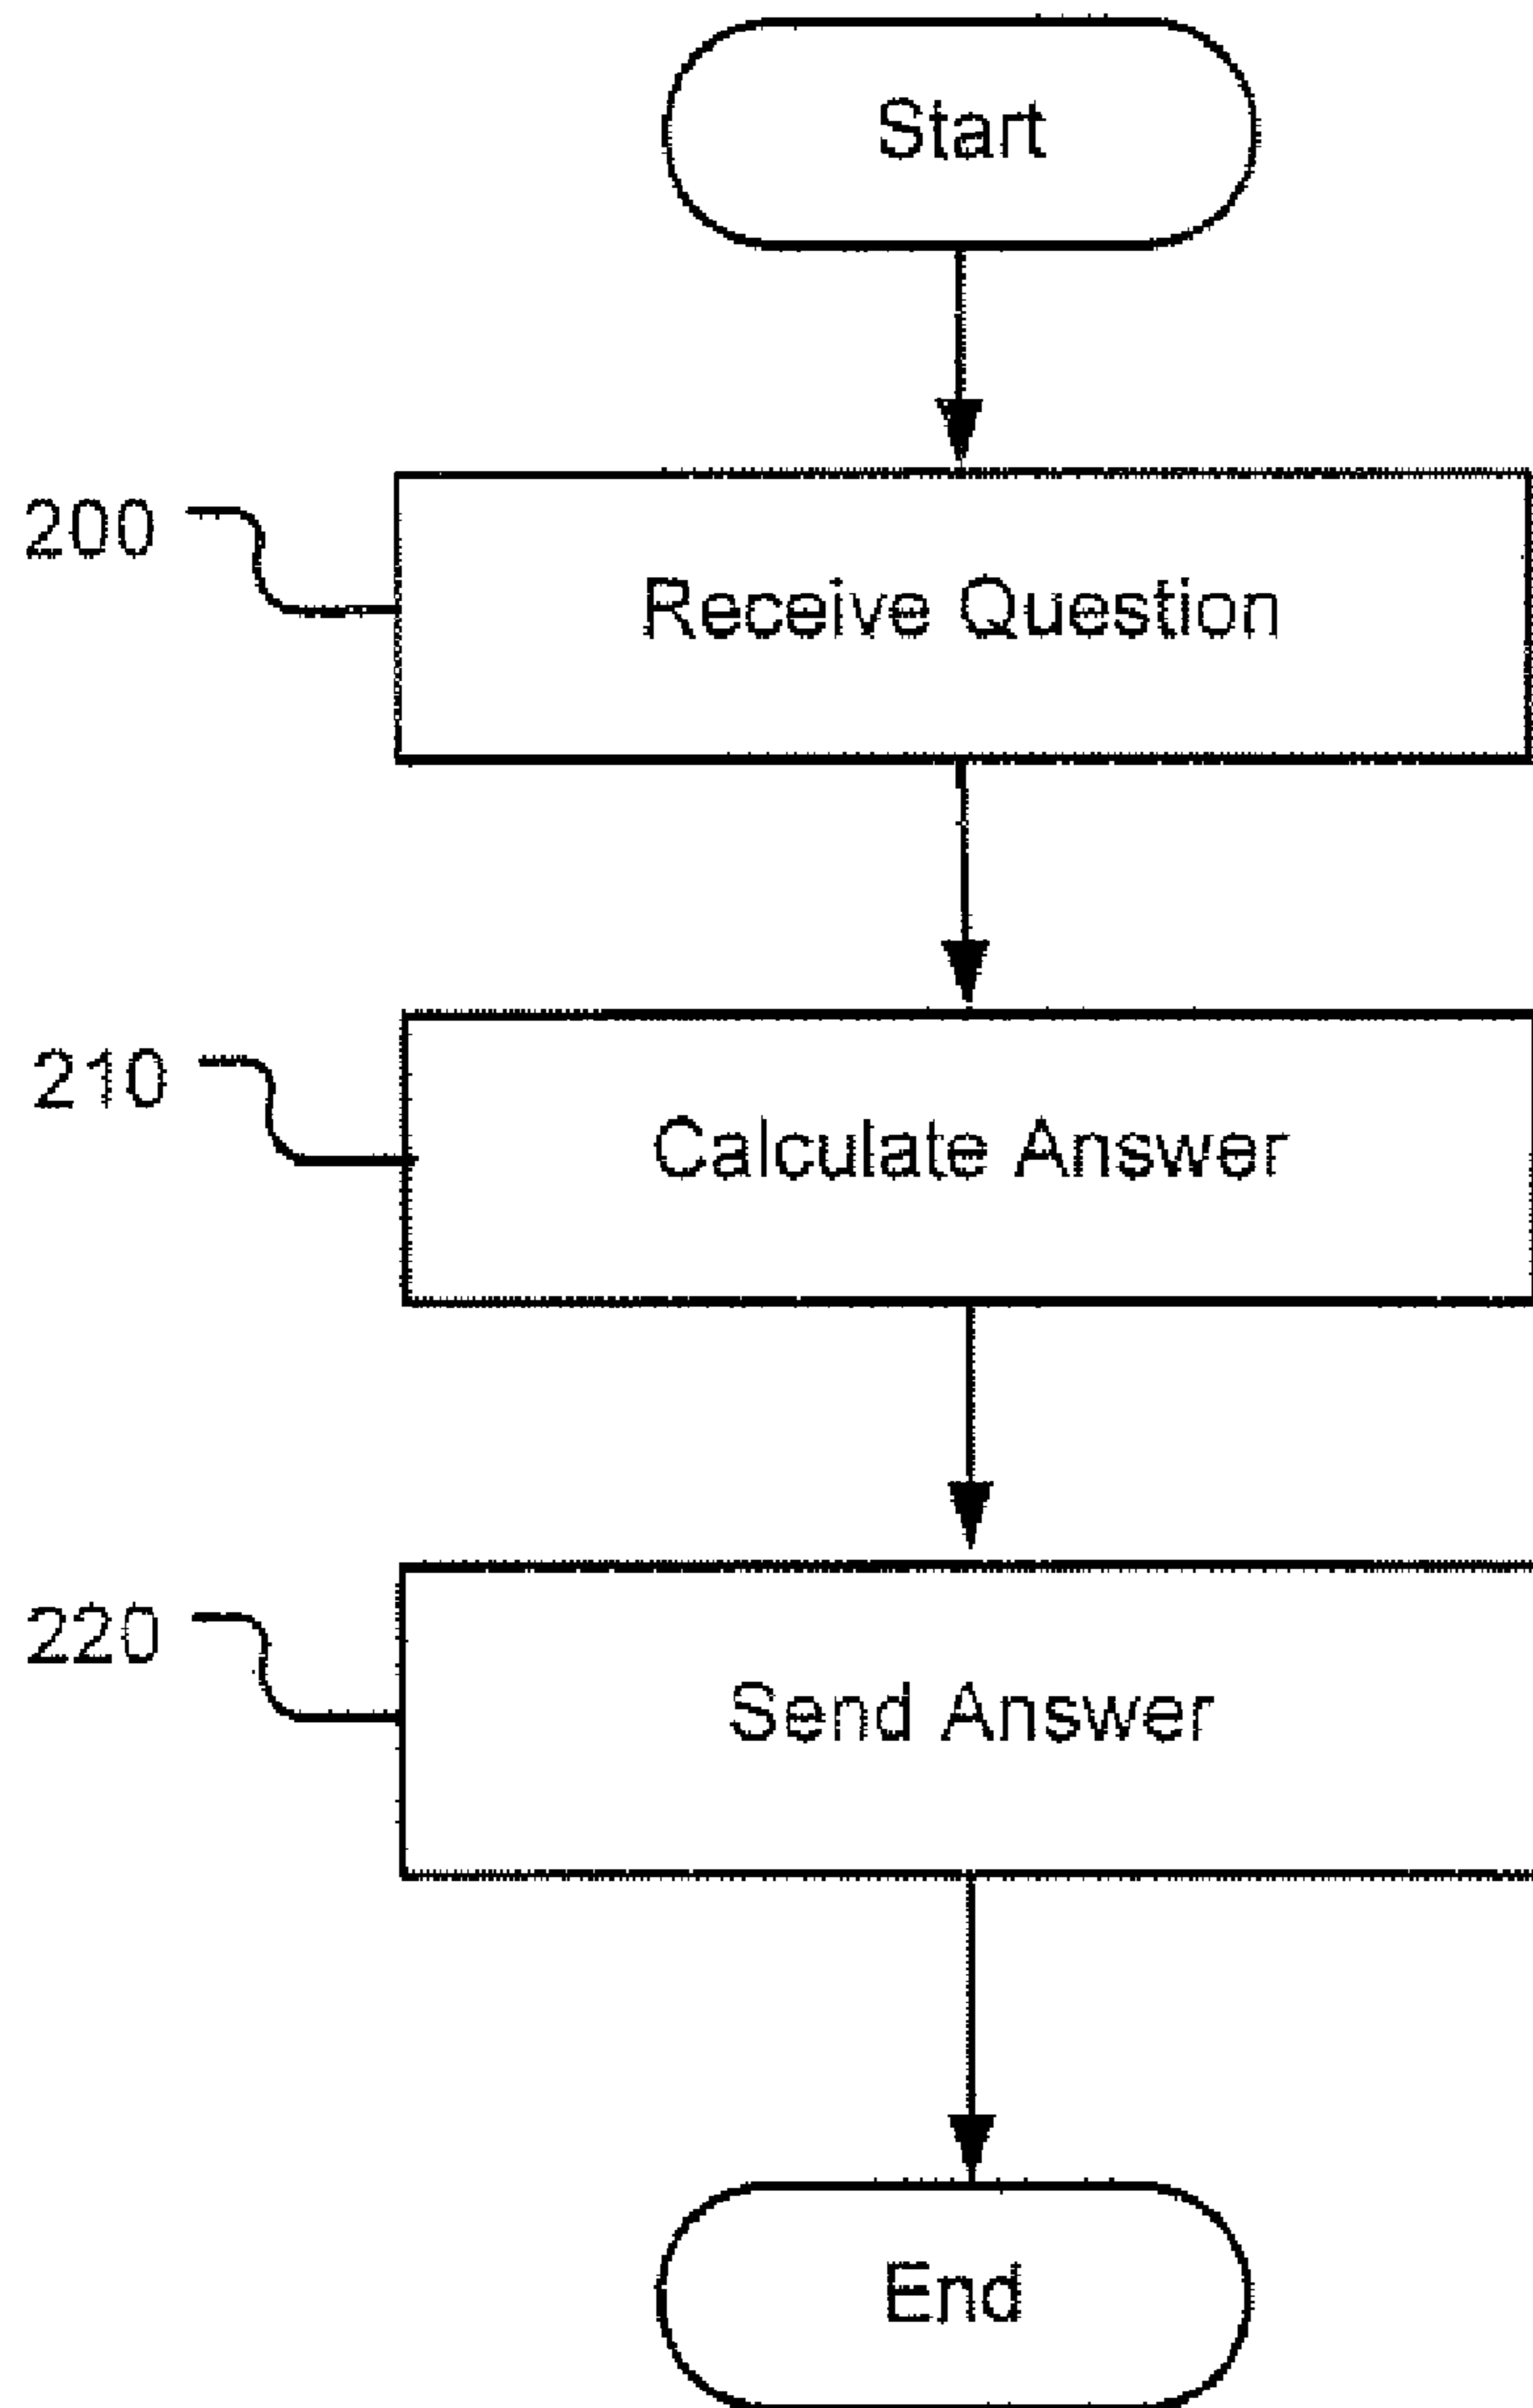 Start
200
Receive Question
210
Calculate Answer
220
Send Answer
End